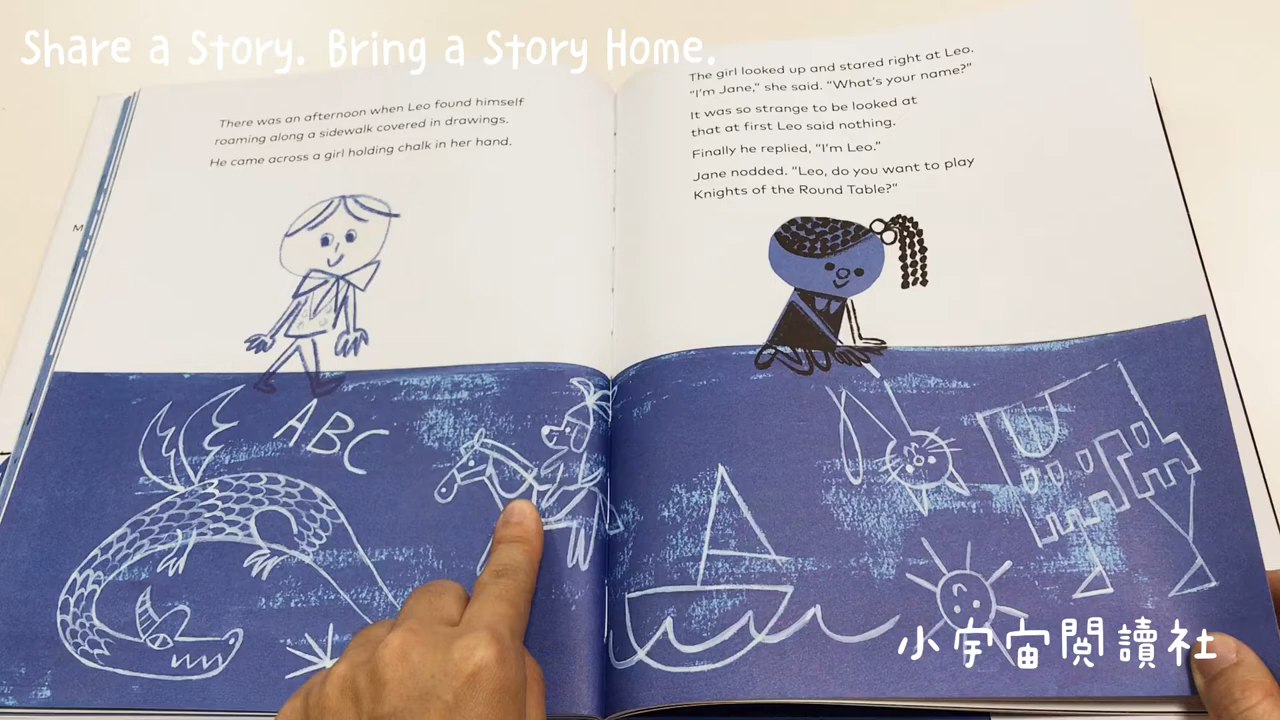 Share a Story. Bring a Story Home.
There was an afternoon when Leo found himself
roaming along a sidewalk covered in drawings.
He came across a girl holding chalk in her hand.
M
ABC
The girl looked up and stared right at Leo.
"I'm Jane," she said. "What's your name?"
It was so strange to be looked at
that at first Leo said nothing.
Finally he replied, "I'm Leo."
Jane nodded. "Leo, do you want to play
Knights of the Round Table?"
小宇宙閱讀社